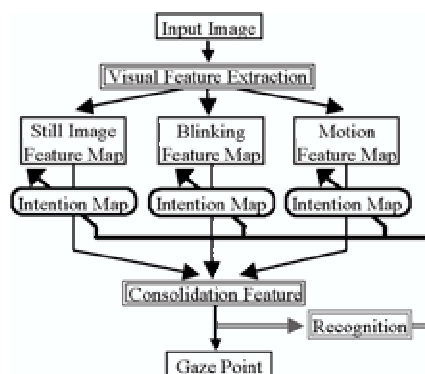 Input Image
Visual Feature Extraction
Still Image
Feature Map
Blinking
Feature Map
Motion
Feature Map
Intention Map
Intention Map
Intention Map
Consolidation Feature
Recognition
Gaze Point